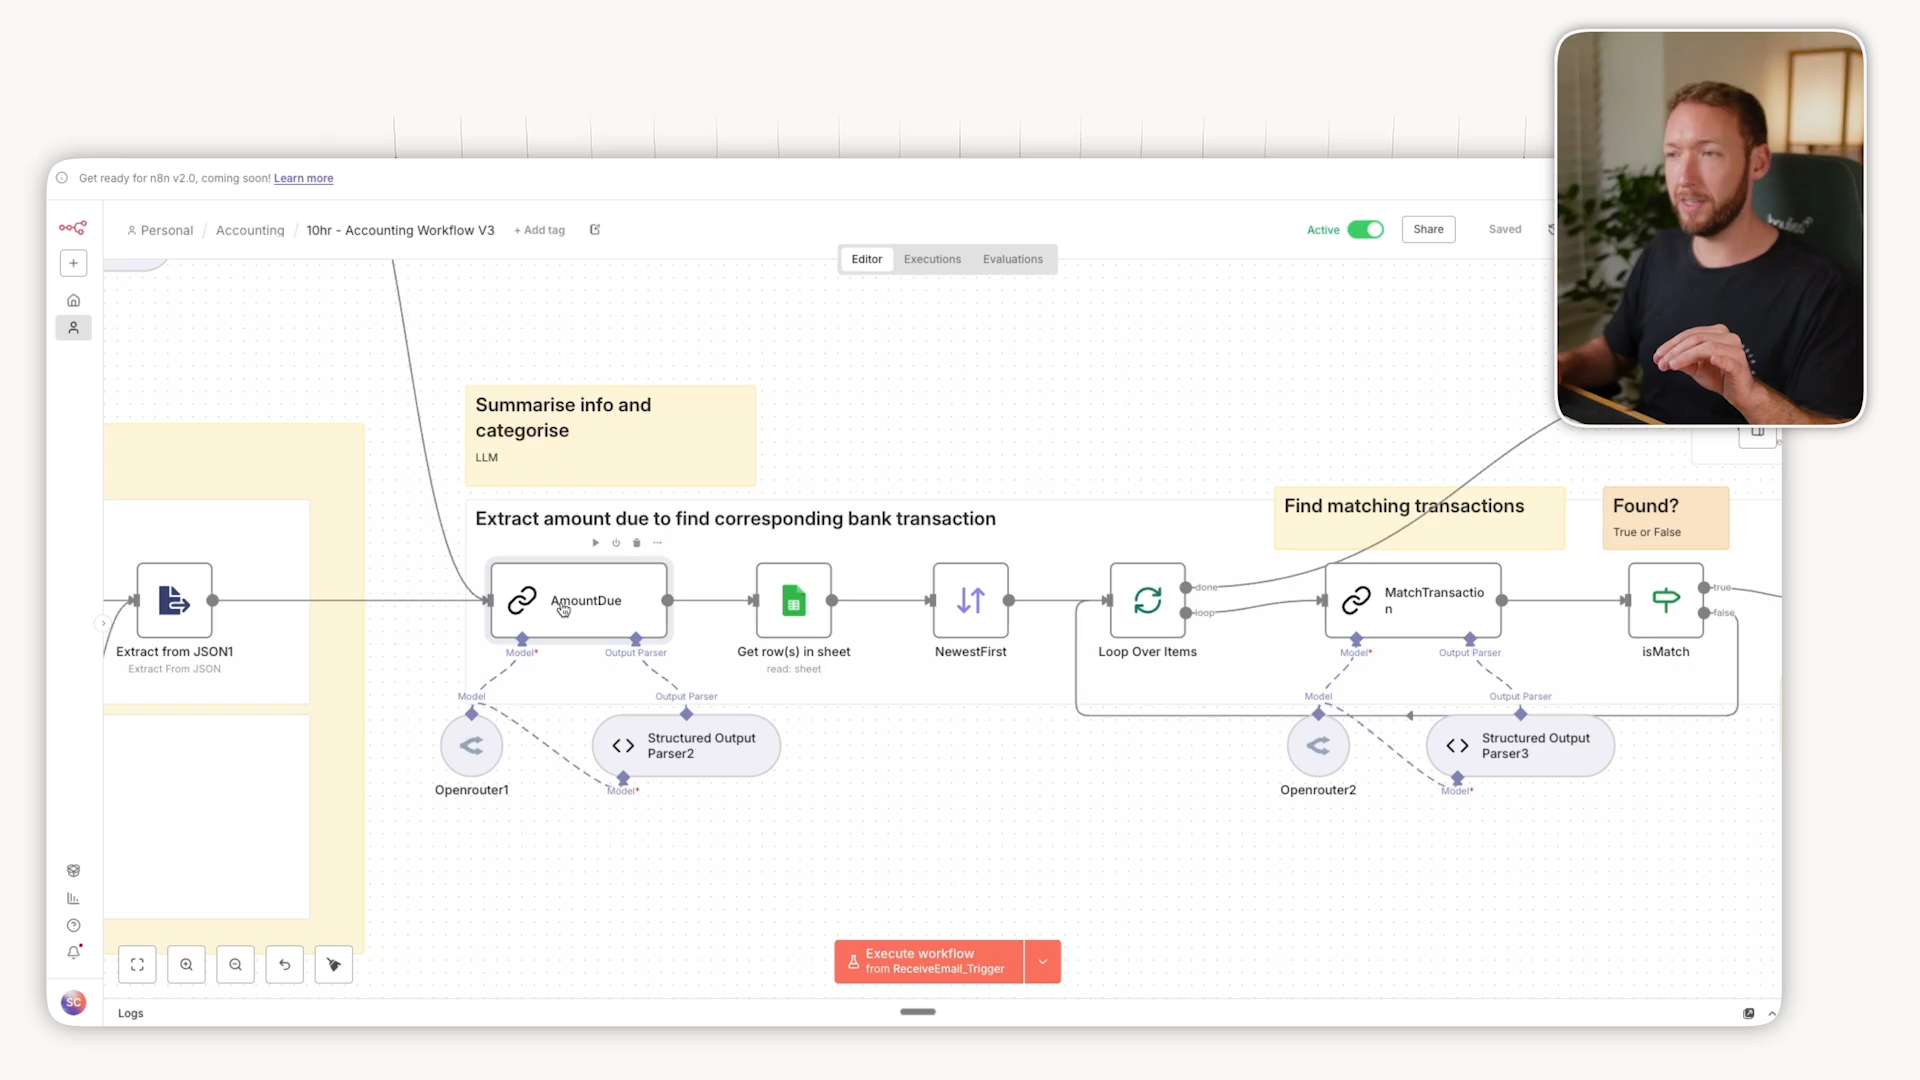 Get ready for n8n v2.0, coming soon! Learn more
Personal / Accounting / 10hr - Accounting Workflow V3 + Add tag
Active
Share
Saved
Editor
Executions
Evaluations
Summarise info and
categorise
LLM
Extract amount due to find corresponding bank transaction
Find matching transactions
Found?
True or False
Extract from JSON1
Extract From JSON
AmountDue
Model*
Output Parser
Get row(s) in sheet
read: sheet
NewestFirst
Loop Over Items
done
loop
MatchTransactio
n
Model*
Output Parser
isMatch
true
false
Model
Openrouter1
Output Parser
Structured Output
Parser2
Model*
Model
Openrouter2
Output Parser
Structured Output
Parser3
Model*
Execute workflow
from ReceiveEmail_Trigger
SC
Logs